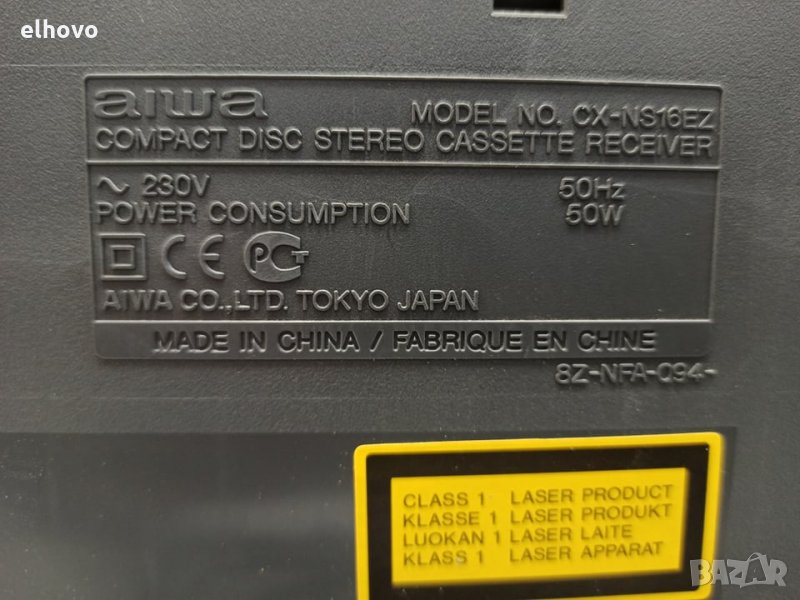 elhovo
aiwa
MODEL NO. CX-NS16EZ
COMPACT DISC STEREO CASSETTE RECEIVER
~ 230V 50Hz
POWER CONSUMPTION 50W
CE PCT
AIWA CO.,LTD. TOKYO JAPAN
MADE IN CHINA / FABRIQUE EN CHINE
8Z-NFA-094-
CLASS 1 LASER PRODUCT
KLASSE 1 LASER PRODUKT
LUOKAN 1 LASER LAITE
KLASS 1 LASER APPARAT
BAZAR